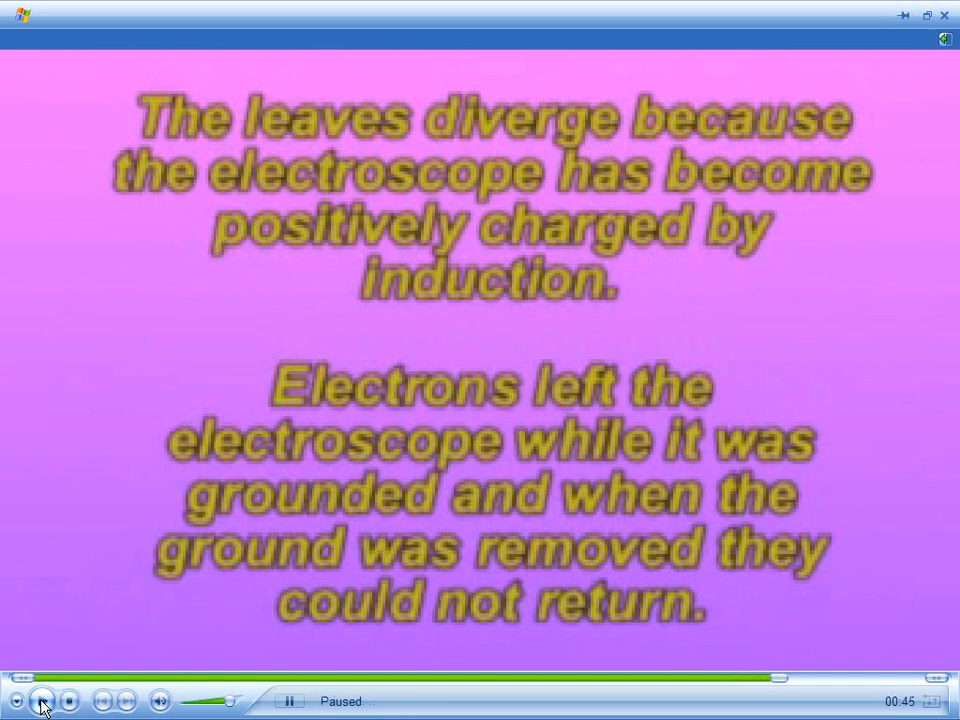 The leaves diverge because
the electroscope has become
positively charged by
induction.
Electrons left the
electroscope while it was
grounded and when the
ground was removed they
could not return.
Paused
00:45